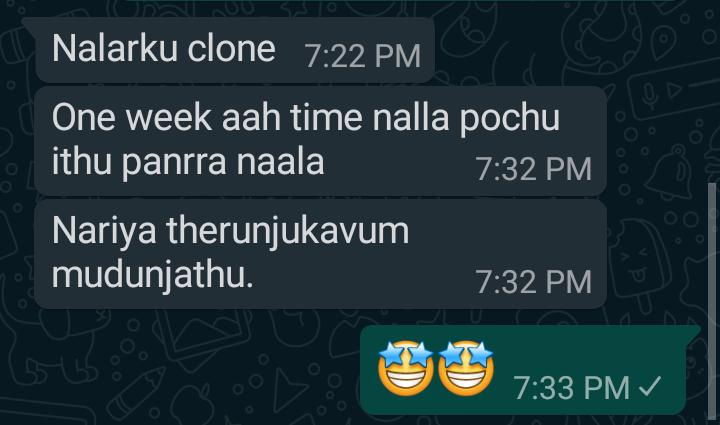 Nalarku clone 7:22 PM
One week aah time nalla pochu
ithu panrra naala 7:32 PM
Nariya therunjukavum
mudunjathu. 7:32 PM
🤩🤩 7:33 PM